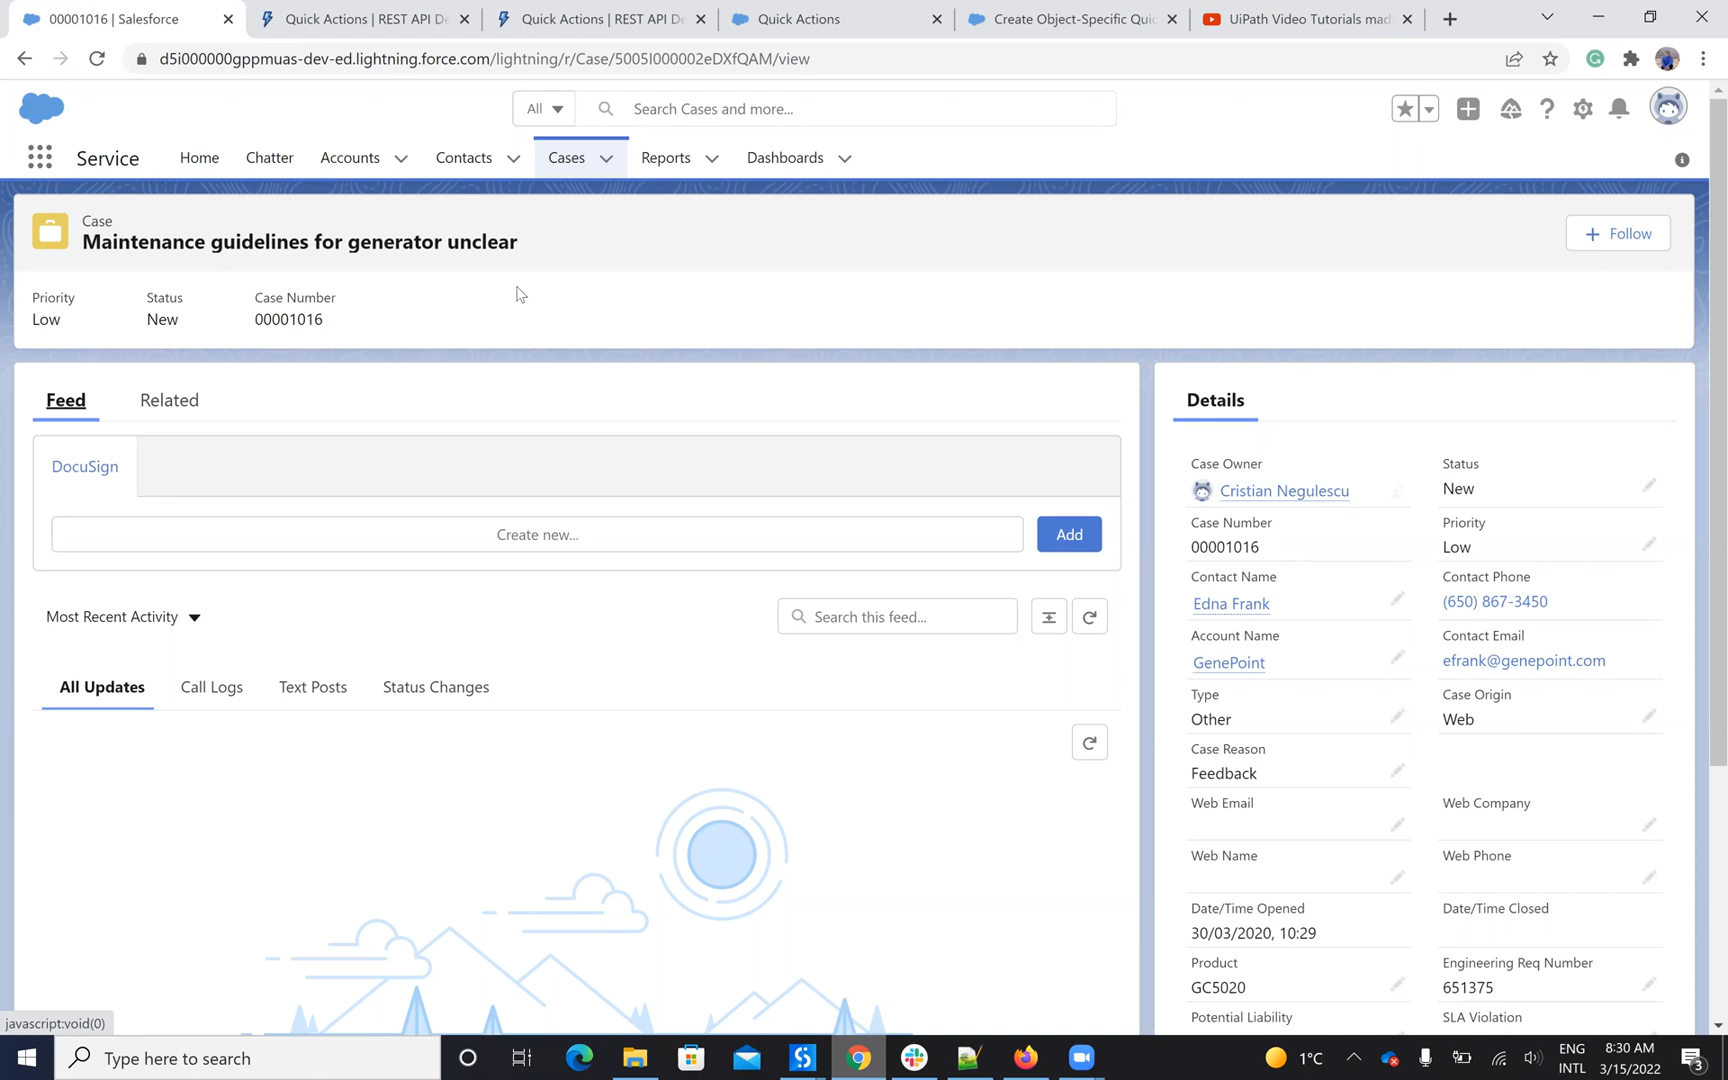 00001016 | Salesforce
Quick Actions | REST API De
Quick Actions | REST API De
Quick Actions
Create Object-Specific Quic
UiPath Video Tutorials mad
d5i000000gppmuas-dev-ed.lightning.force.com/lightning/r/Case/5005I000002eDXfQAM/view
All
Search Cases and more...
Service
Home
Chatter
Accounts
Contacts
Cases
Reports
Dashboards
Case
Maintenance guidelines for generator unclear
Follow
Priority
Low
Status
New
Case Number
00001016
Feed
Related
DocuSign
Create new...
Add
Most Recent Activity
Search this feed...
All Updates
Call Logs
Text Posts
Status Changes
Details
Case Owner
Cristian Negulescu
Status
New
Case Number
00001016
Priority
Low
Contact Name
Edna Frank
Contact Phone
(650) 867-3450
Account Name
GenePoint
Contact Email
efrank@genepoint.com
Type
Other
Case Origin
Web
Case Reason
Feedback
Web Email
Web Company
Web Name
Web Phone
Date/Time Opened
30/03/2020, 10:29
Date/Time Closed
Product
GC5020
Engineering Req Number
651375
Potential Liability
SLA Violation
javascript:void(0)
Type here to search
1°C
ENG
INTL
8:30 AM
3/15/2022
3